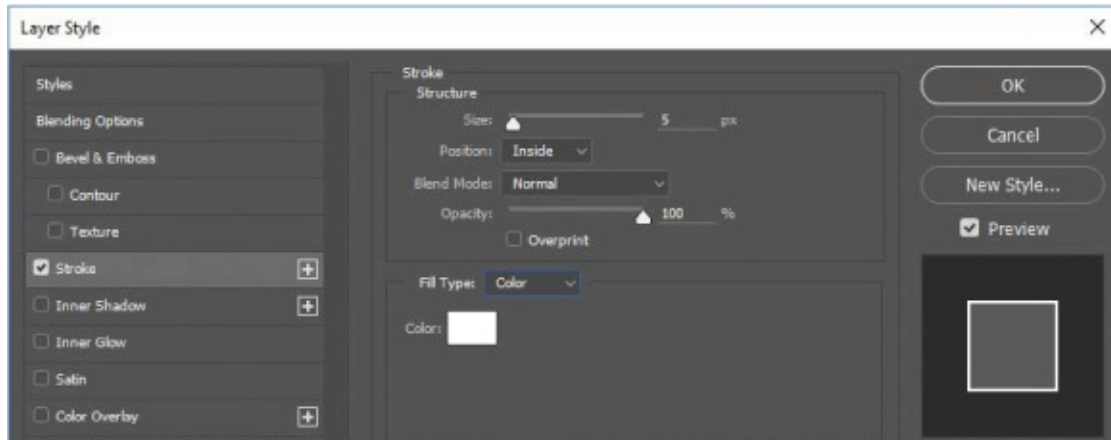 Layer Style
Styles
Blending Options
Bevel & Emboss
Contour
Texture
Stroke
Inner Shadow
Inner Glow
Satin
Color Overlay
Stroke
Structure
Size: 5 px
Position: Inside
Blend Mode: Normal
Opacity: 100 %
Overprint
Fill Type: Color
Color:
OK
Cancel
New Style...
Preview